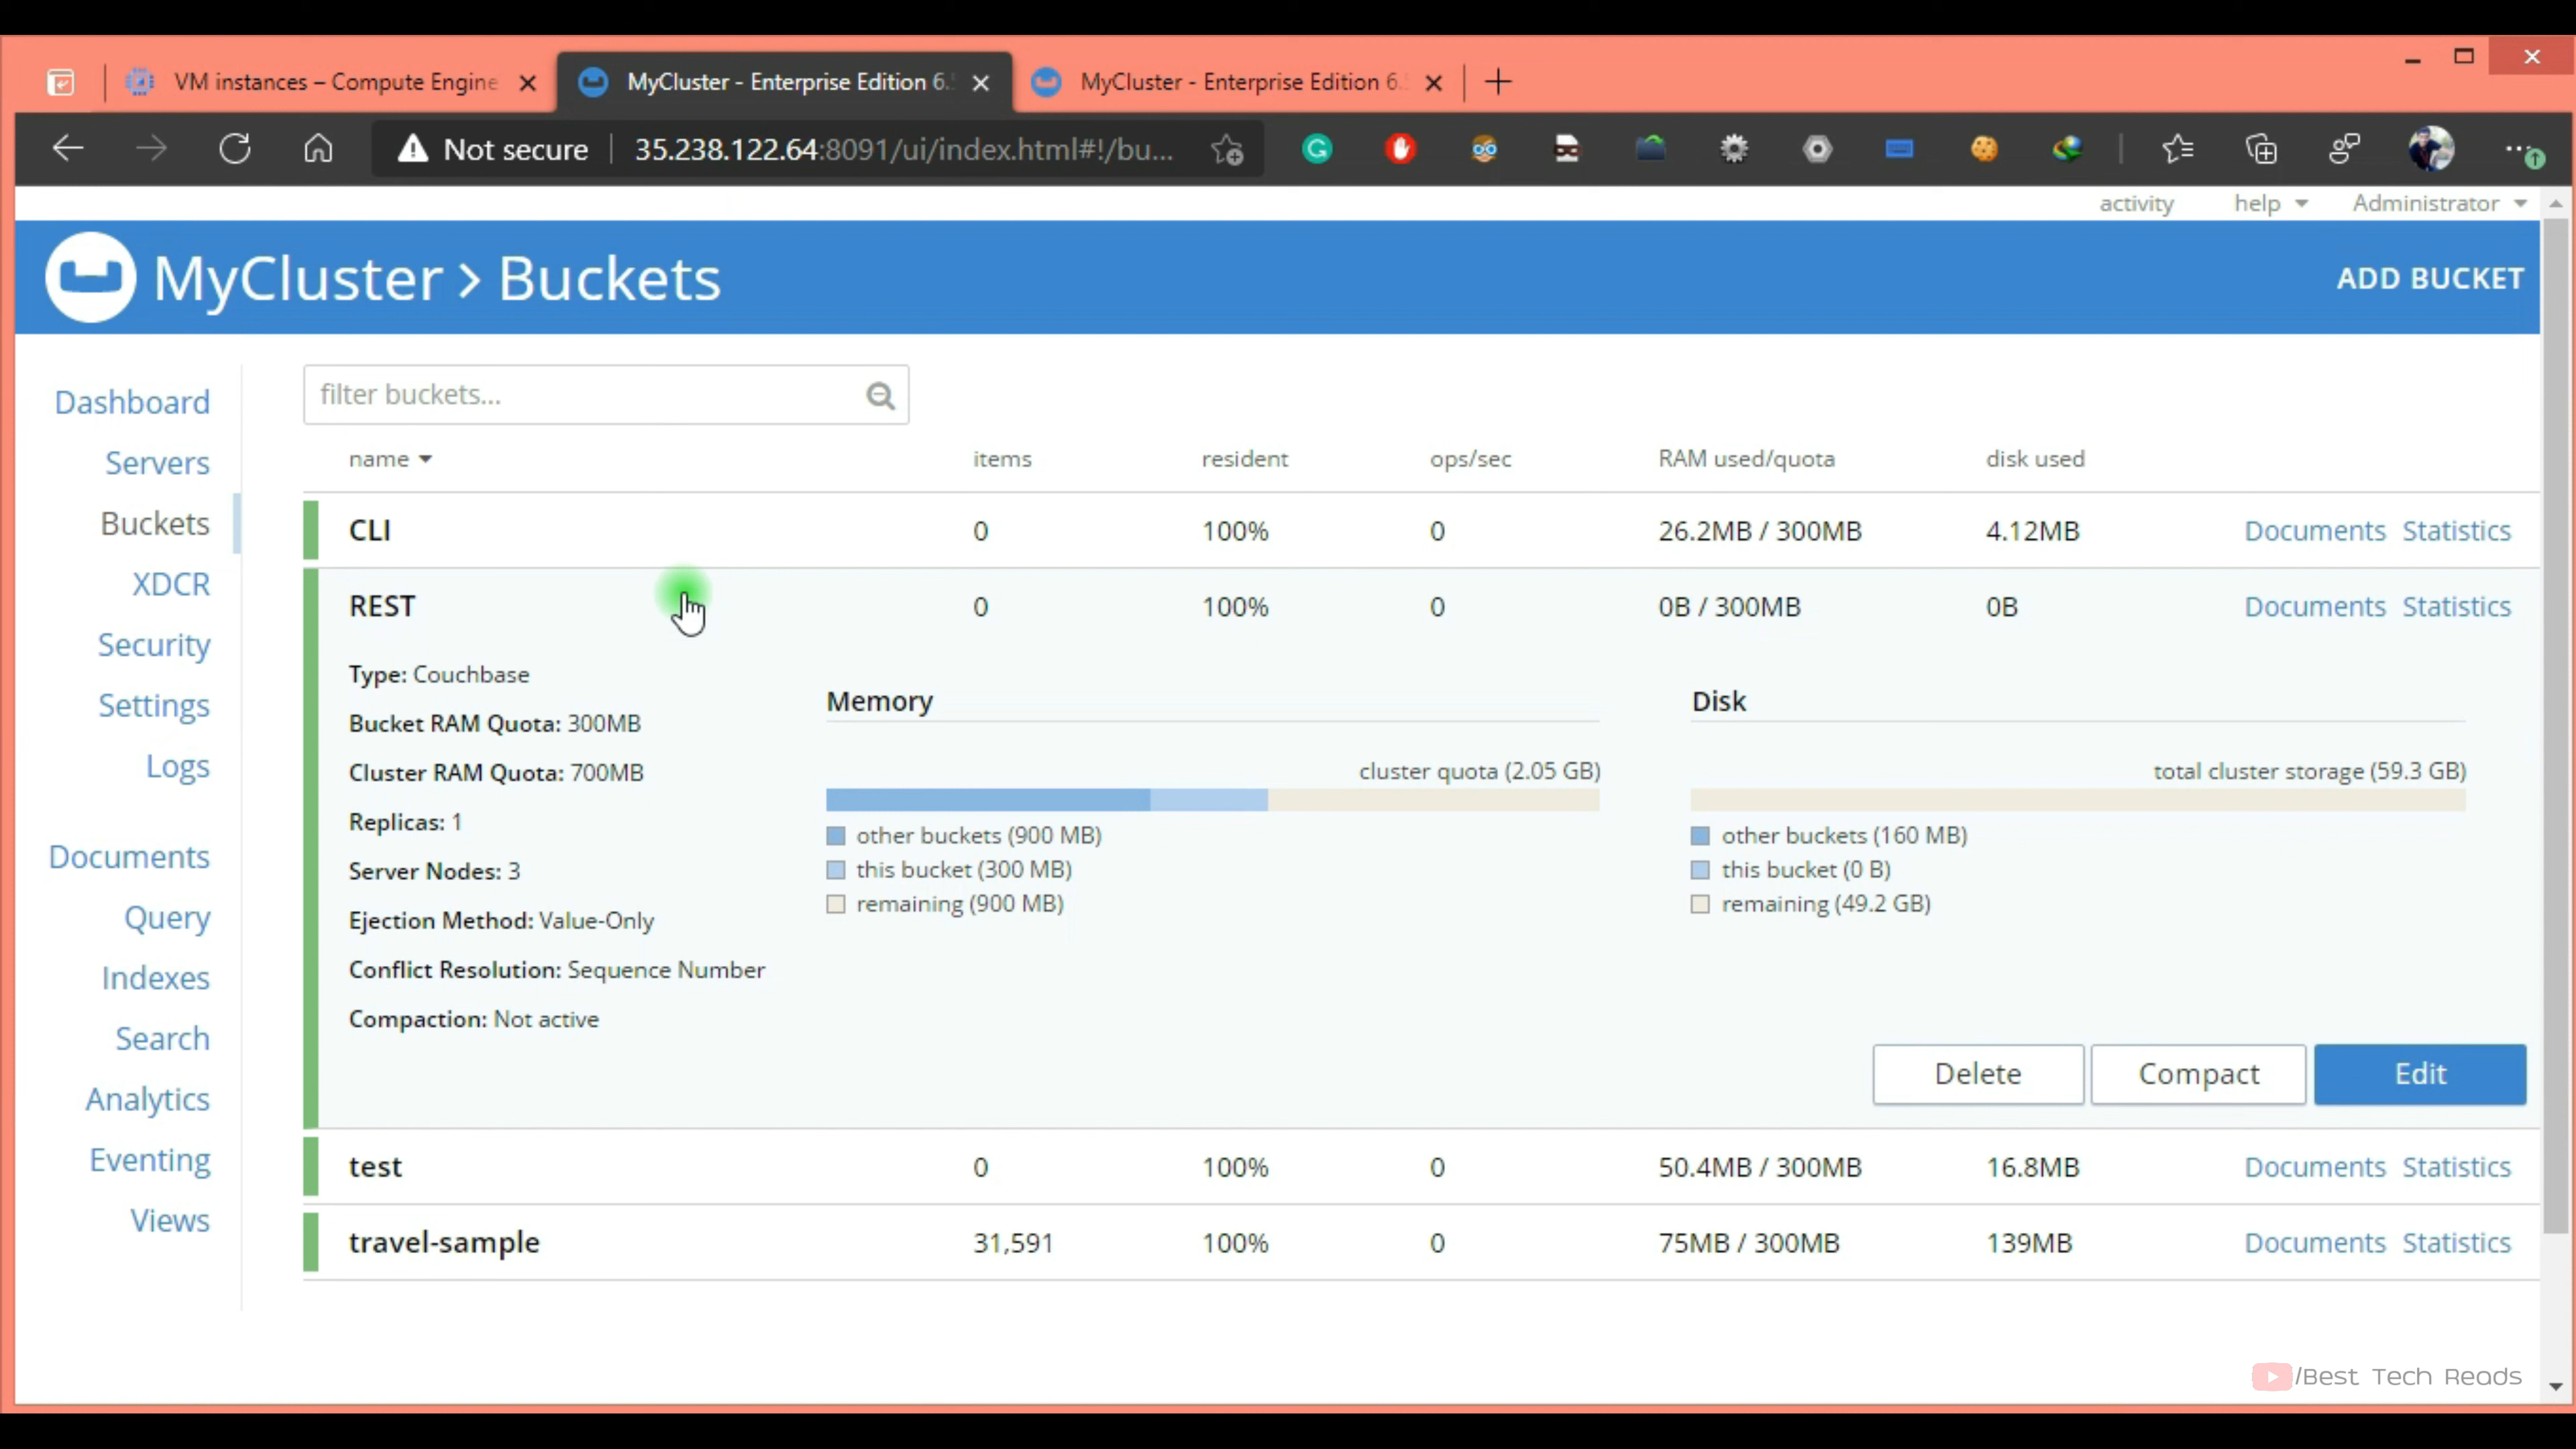 VM instances – Compute Engine
MyCluster - Enterprise Edition 6.
MyCluster - Enterprise Edition 6.
Not secure
35.238.122.64:8091/ui/index.html#!/bu...
activity help Administrator
MyCluster > Buckets
ADD BUCKET
Dashboard
Servers
Buckets
XDCR
Security
Settings
Logs
Documents
Query
Indexes
Search
Analytics
Eventing
Views
filter buckets...
name items resident ops/sec RAM used/quota disk used
CLI 0 100% 0 26.2MB / 300MB 4.12MB Documents Statistics
REST 0 100% 0 0B / 300MB 0B Documents Statistics
Type: Couchbase
Bucket RAM Quota: 300MB
Cluster RAM Quota: 700MB
Replicas: 1
Server Nodes: 3
Ejection Method: Value-Only
Conflict Resolution: Sequence Number
Compaction: Not active
Memory
cluster quota (2.05 GB)
other buckets (900 MB)
this bucket (300 MB)
remaining (900 MB)
Disk
total cluster storage (59.3 GB)
other buckets (160 MB)
this bucket (0 B)
remaining (49.2 GB)
Delete Compact Edit
test 0 100% 0 50.4MB / 300MB 16.8MB Documents Statistics
travel-sample 31,591 100% 0 75MB / 300MB 139MB Documents Statistics
/Best Tech Reads